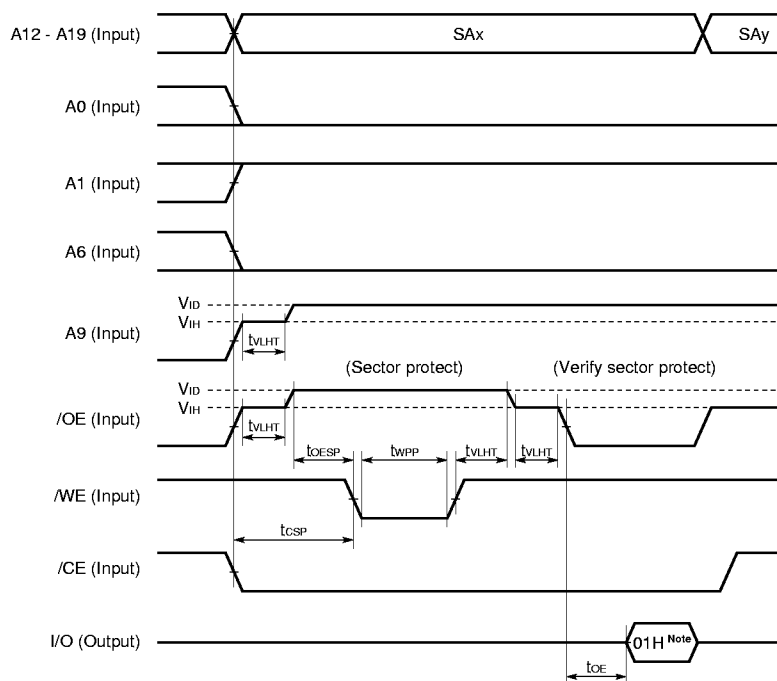 A12 - A19 (Input)
SAx
SAy
A0 (Input)
A1 (Input)
A6 (Input)
VID
VIH
A9 (Input)
tVLHT
(Sector protect)
(Verify sector protect)
VID
VIH
/OE (Input)
tVLHT
tOESP
tWPP
tVLHT
tVLHT
/WE (Input)
tCSP
/CE (Input)
I/O (Output)
01H Note
tOE